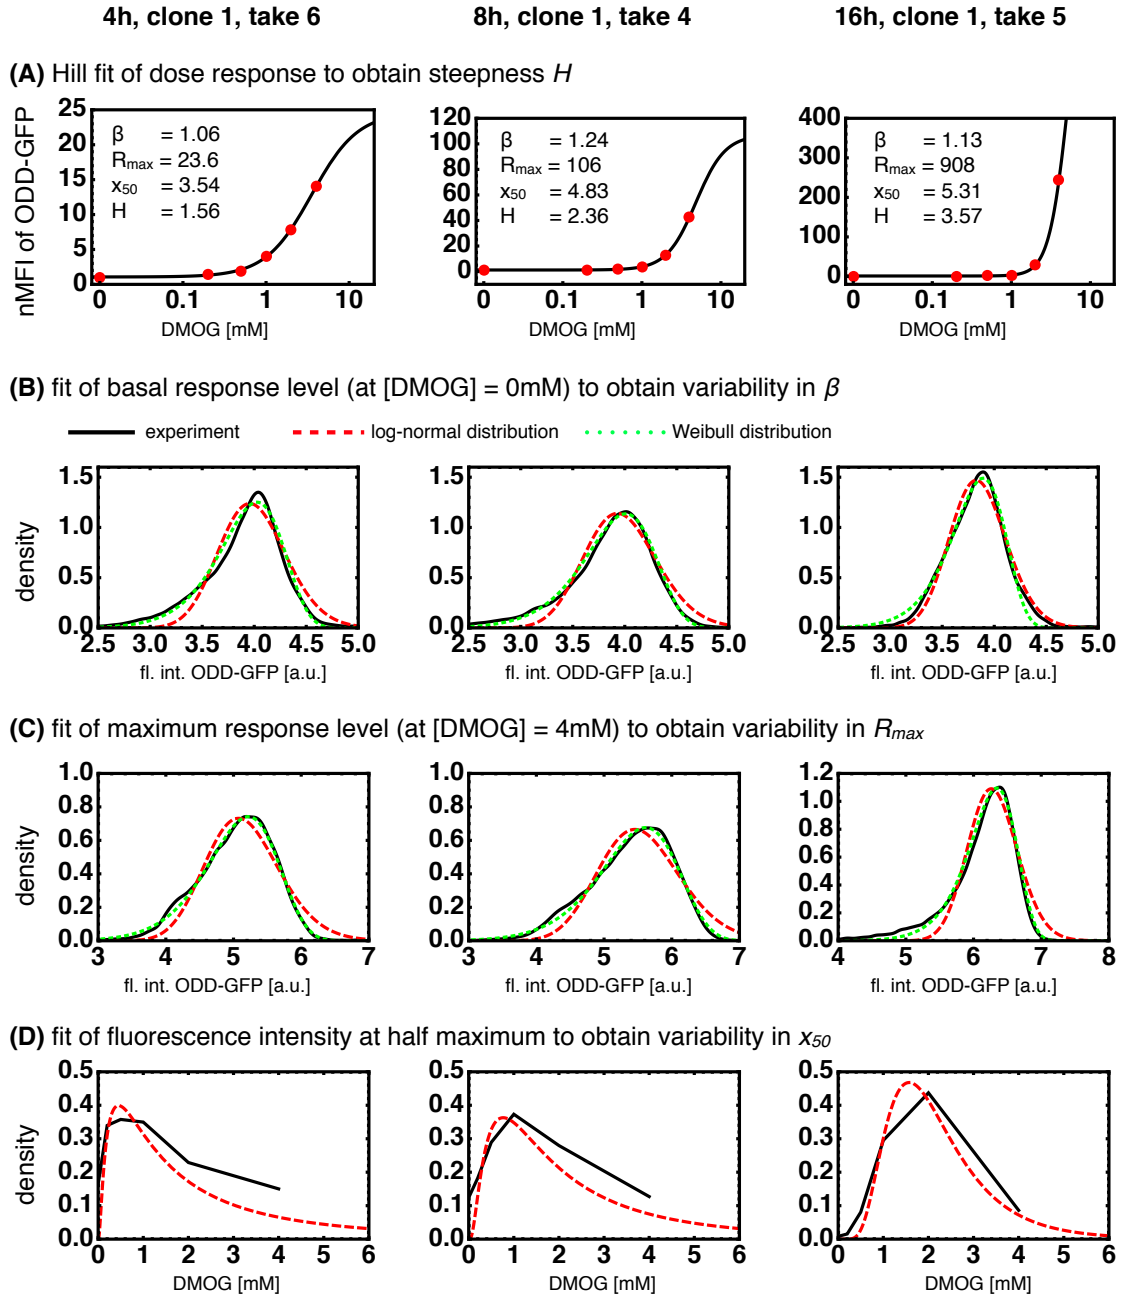 4h, clone 1, take 6 8h, clone 1, take 4 16h, clone 1, take 5
(A) Hill fit of dose response to obtain steepness H
nMFI of ODD-GFP
25
20
15
10
5
0
β = 1.06
Rmax = 23.6
x50 = 3.54
H = 1.56
0 0.1 1 10
DMOG [mM]
120
100
80
60
40
20
0
β = 1.24
Rmax = 106
x50 = 4.83
H = 2.36
0 0.1 1 10
DMOG [mM]
400
300
200
100
0
β = 1.13
Rmax = 908
x50 = 5.31
H = 3.57
0 0.1 1 10
DMOG [mM]
(B) fit of basal response level (at [DMOG] = 0mM) to obtain variability in β
experiment log-normal distribution Weibull distribution
density
1.5
1.0
0.5
0.0
2.5 3.0 3.5 4.0 4.5 5.0
fl. int. ODD-GFP [a.u.]
1.5
1.0
0.5
0.0
2.5 3.0 3.5 4.0 4.5 5.0
fl. int. ODD-GFP [a.u.]
1.5
1.0
0.5
0.0
2.5 3.0 3.5 4.0 4.5 5.0
fl. int. ODD-GFP [a.u.]
(C) fit of maximum response level (at [DMOG] = 4mM) to obtain variability in Rmax
density
1.0
0.8
0.6
0.4
0.2
0.0
3 4 5 6 7
fl. int. ODD-GFP [a.u.]
1.0
0.8
0.6
0.4
0.2
0.0
3 4 5 6 7
fl. int. ODD-GFP [a.u.]
1.2
1.0
0.8
0.6
0.4
0.2
0.0
4 5 6 7 8
fl. int. ODD-GFP [a.u.]
(D) fit of fluorescence intensity at half maximum to obtain variability in x50
density
0.5
0.4
0.3
0.2
0.1
0.0
0 1 2 3 4 5 6
DMOG [mM]
0.5
0.4
0.3
0.2
0.1
0.0
0 1 2 3 4 5 6
DMOG [mM]
0.5
0.4
0.3
0.2
0.1
0.0
0 1 2 3 4 5 6
DMOG [mM]